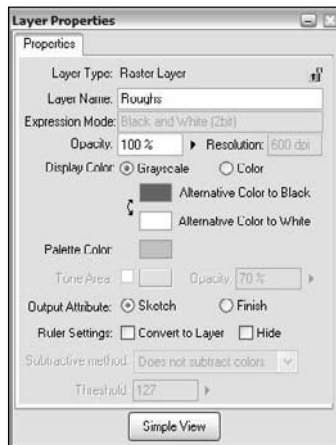 Layer Properties
Properties
Layer Type: Raster Layer
Layer Name: Roughs
Expression Mode: Black and White (2bit)
Opacity: 100 % Resolution: 600 dpi
Display Color: Grayscale Color
Alternative Color to Black
Alternative Color to White
Palette Color:
Tone Area: Opacity: 70 %
Output Attribute: Sketch Finish
Ruler Settings: Convert to Layer Hide
Subtractive method: Does not subtract colors
Threshold: 127
Simple View